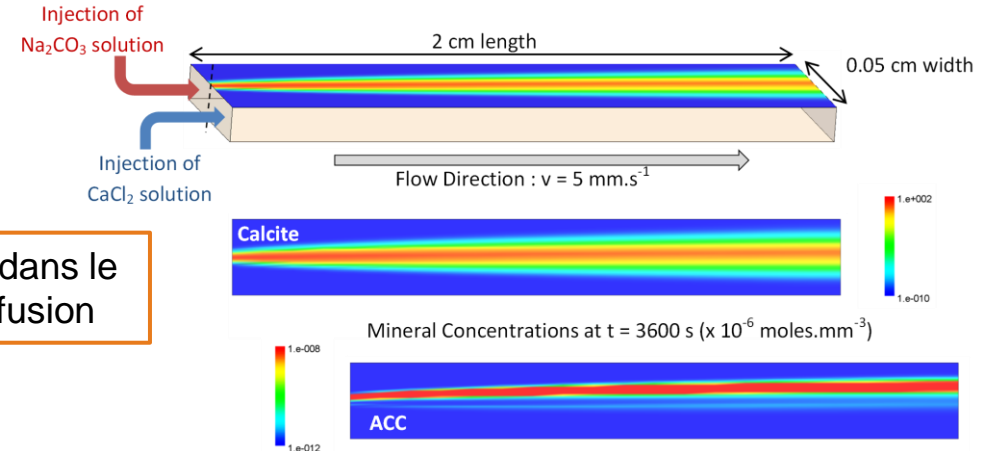 Injection of
Na₂CO₃ solution
2 cm length
0.05 cm width
Injection of
CaCl₂ solution
Flow Direction : v = 5 mm.s⁻¹
dans le
fusion
Calcite
1.e+002
1.e-010
Mineral Concentrations at t = 3600 s (x 10⁻⁶ moles.mm⁻³)
1.e-008
1.e-012
ACC